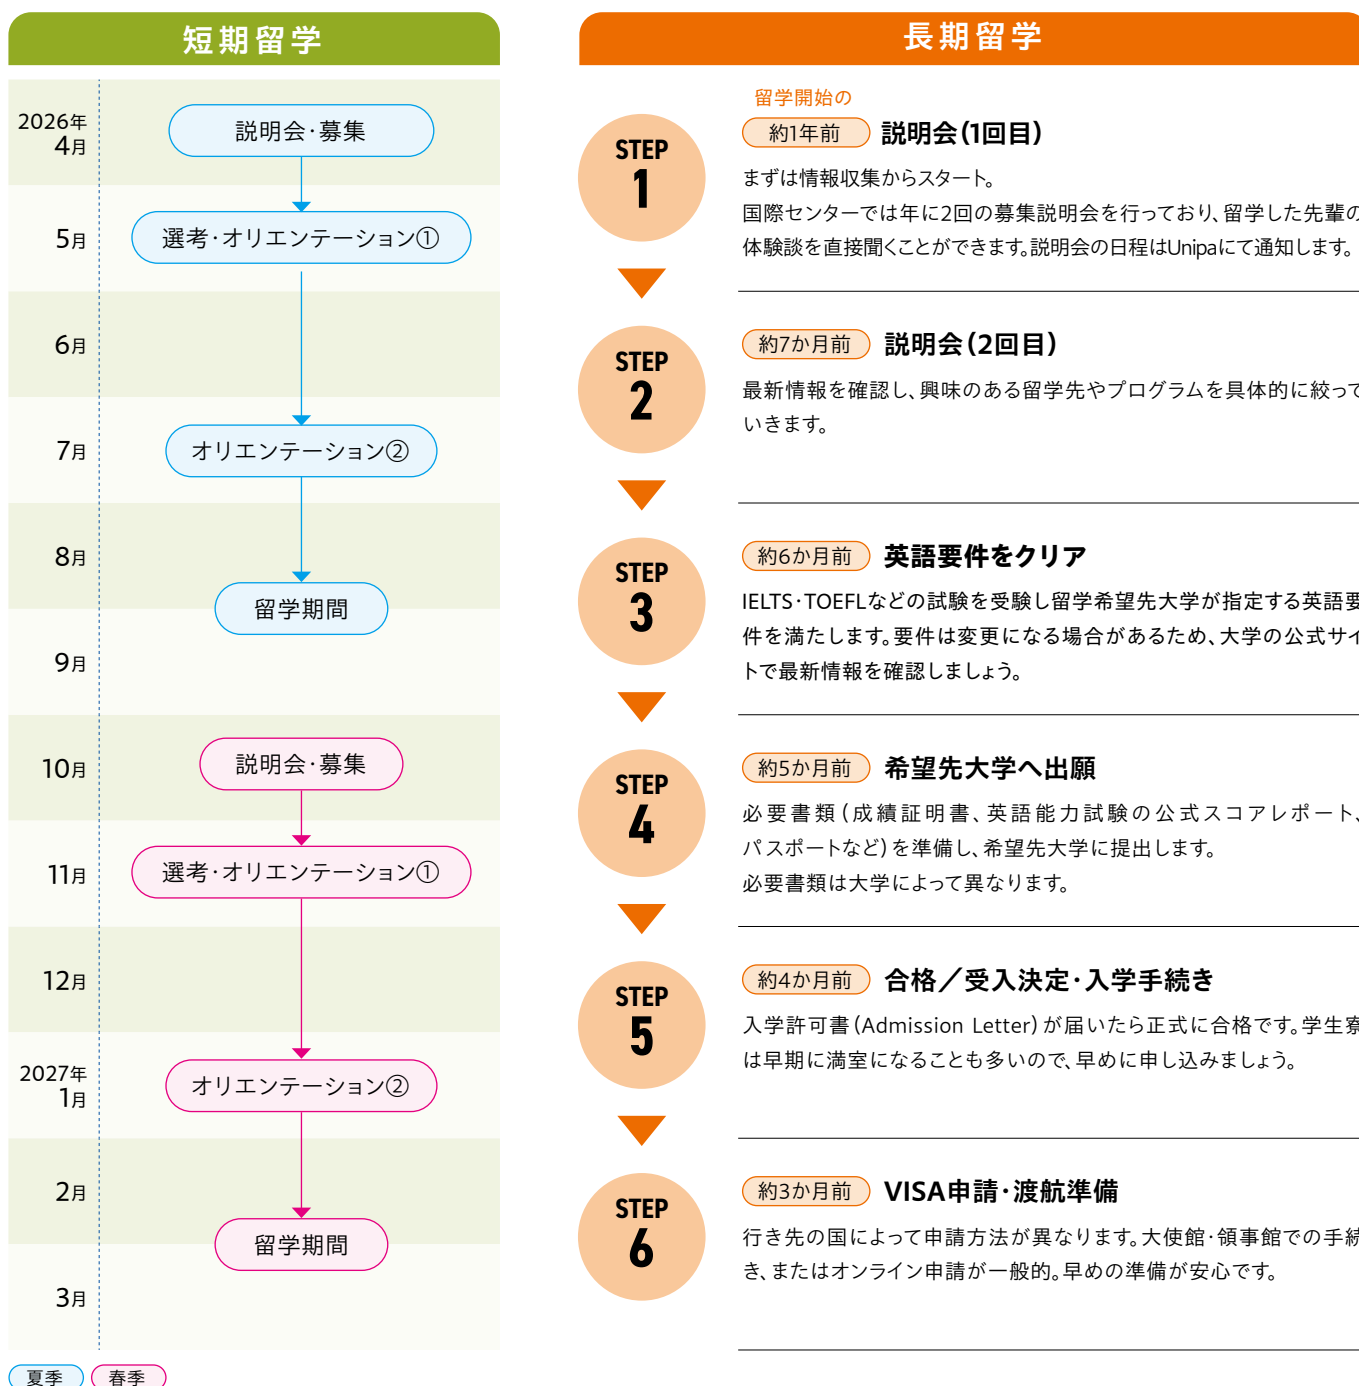 短期留学
2026年
4月
説明会・募集
5月
選考・オリエンテーション①
6月
7月
オリエンテーション②
8月
留学期間
9月
10月
説明会・募集
11月
選考・オリエンテーション①
12月
2027年
1月
オリエンテーション②
2月
留学期間
3月
夏季
春季
長期留学
留学開始の
STEP
1
約1年前 説明会（1回目）
まずは情報収集からスタート。
国際センターでは年に2回の募集説明会を行っており、留学した先輩の
体験談を直接聞くことができます。説明会の日程はUnipaにて通知します。
STEP
2
約7か月前 説明会（2回目）
最新情報を確認し、興味のある留学先やプログラムを具体的に絞って
いきます。
STEP
3
約6か月前 英語要件をクリア
IELTS・TOEFLなどの試験を受験し留学希望先大学が指定する英語要
件を満たします。要件は変更になる場合があるため、大学の公式サイ
トで最新情報を確認しましょう。
STEP
4
約5か月前 希望先大学へ出願
必要書類（成績証明書、英語能力試験の公式スコアレポート、
パスポートなど）を準備し、希望先大学に提出します。
必要書類は大学によって異なります。
STEP
5
約4か月前 合格／受入決定・入学手続き
入学許可書（Admission Letter）が届いたら正式に合格です。学生寮
は早期に満室になることも多いので、早めに申し込みましょう。
STEP
6
約3か月前 VISA申請・渡航準備
行き先の国によって申請方法が異なります。大使館・領事館での手続
き、またはオンライン申請が一般的。早めの準備が安心です。